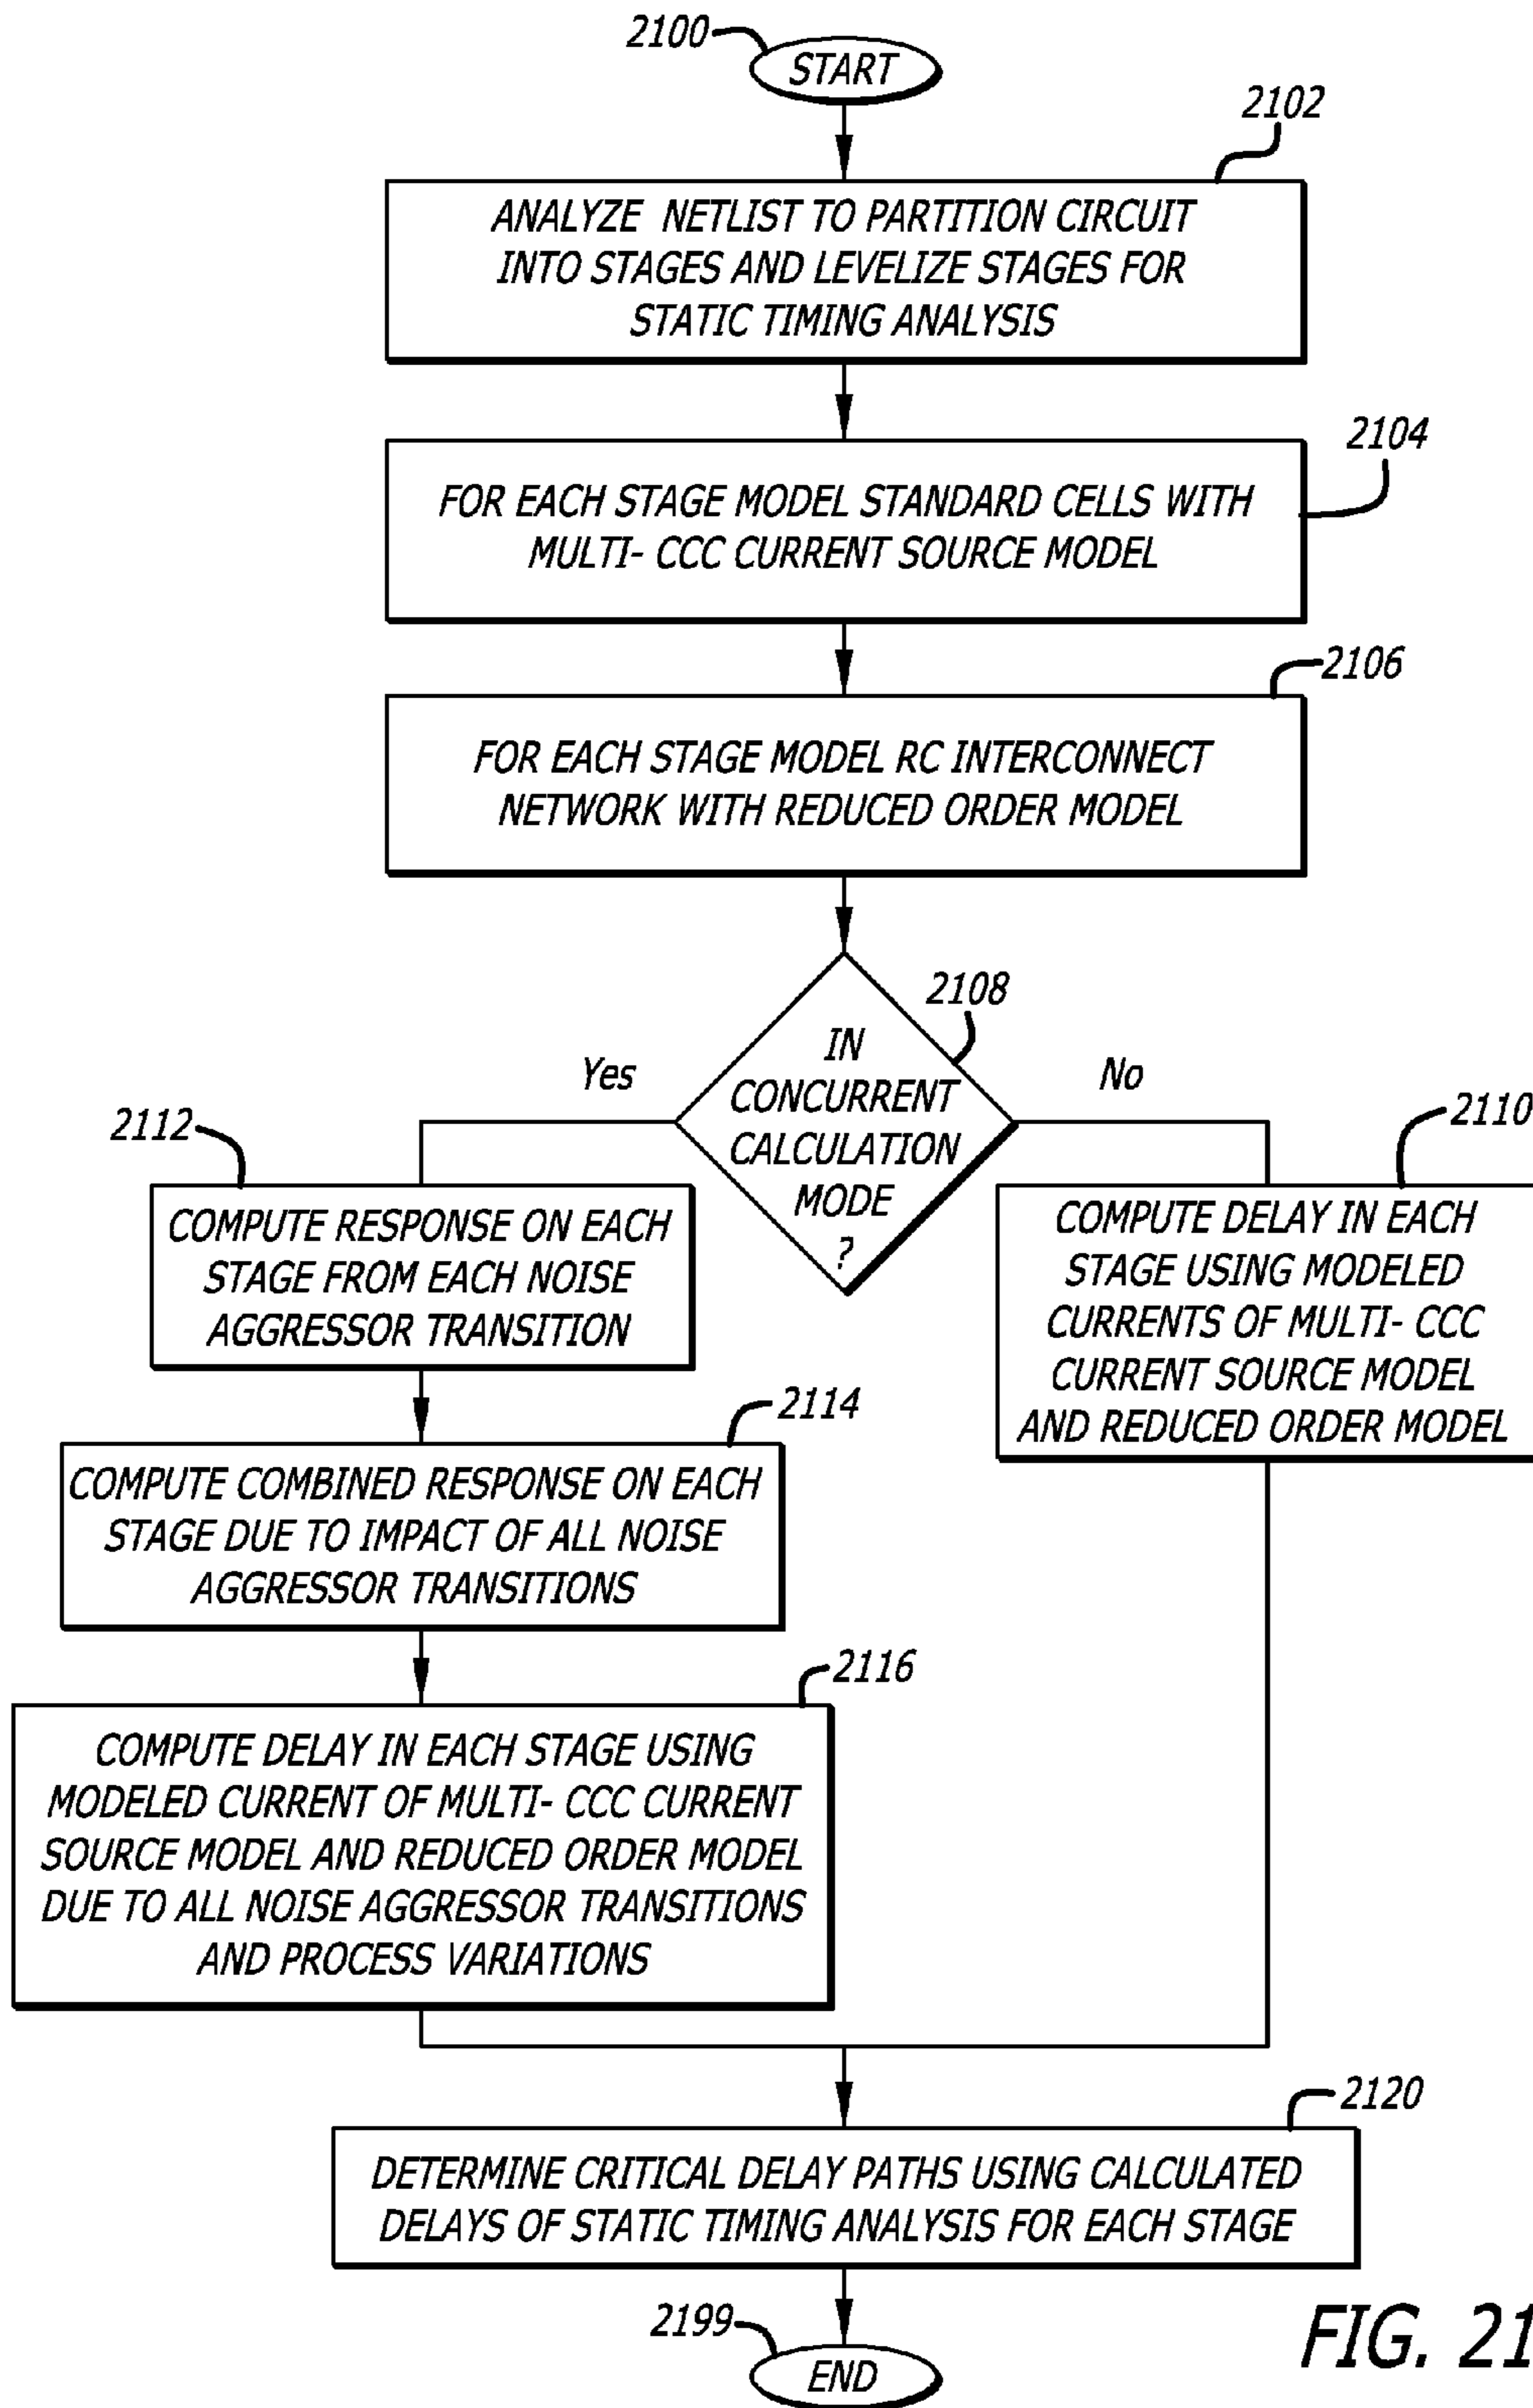 2100
START
2102
ANALYZE NETLIST TO PARTITION CIRCUIT
INTO STAGES AND LEVELIZE STAGES FOR
STATIC TIMING ANALYSIS
2104
FOR EACH STAGE MODEL STANDARD CELLS WITH
MULTI- CCC CURRENT SOURCE MODEL
2106
FOR EACH STAGE MODEL RC INTERCONNECT
NETWORK WITH REDUCED ORDER MODEL
2108
IN
CONCURRENT
CALCULATION
MODE
?
Yes
No
2112
COMPUTE RESPONSE ON EACH
STAGE FROM EACH NOISE
AGGRESSOR TRANSITION
2110
COMPUTE DELAY IN EACH
STAGE USING MODELED
CURRENTS OF MULTI- CCC
CURRENT SOURCE MODEL
AND REDUCED ORDER MODEL
2114
COMPUTE COMBINED RESPONSE ON EACH
STAGE DUE TO IMPACT OF ALL NOISE
AGGRESSOR TRANSITIONS
2116
COMPUTE DELAY IN EACH STAGE USING
MODELED CURRENT OF MULTI- CCC CURRENT
SOURCE MODEL AND REDUCED ORDER MODEL
DUE TO ALL NOISE AGGRESSOR TRANSITIONS
AND PROCESS VARIATIONS
2120
DETERMINE CRITICAL DELAY PATHS USING CALCULATED
DELAYS OF STATIC TIMING ANALYSIS FOR EACH STAGE
2199
END
FIG. 21